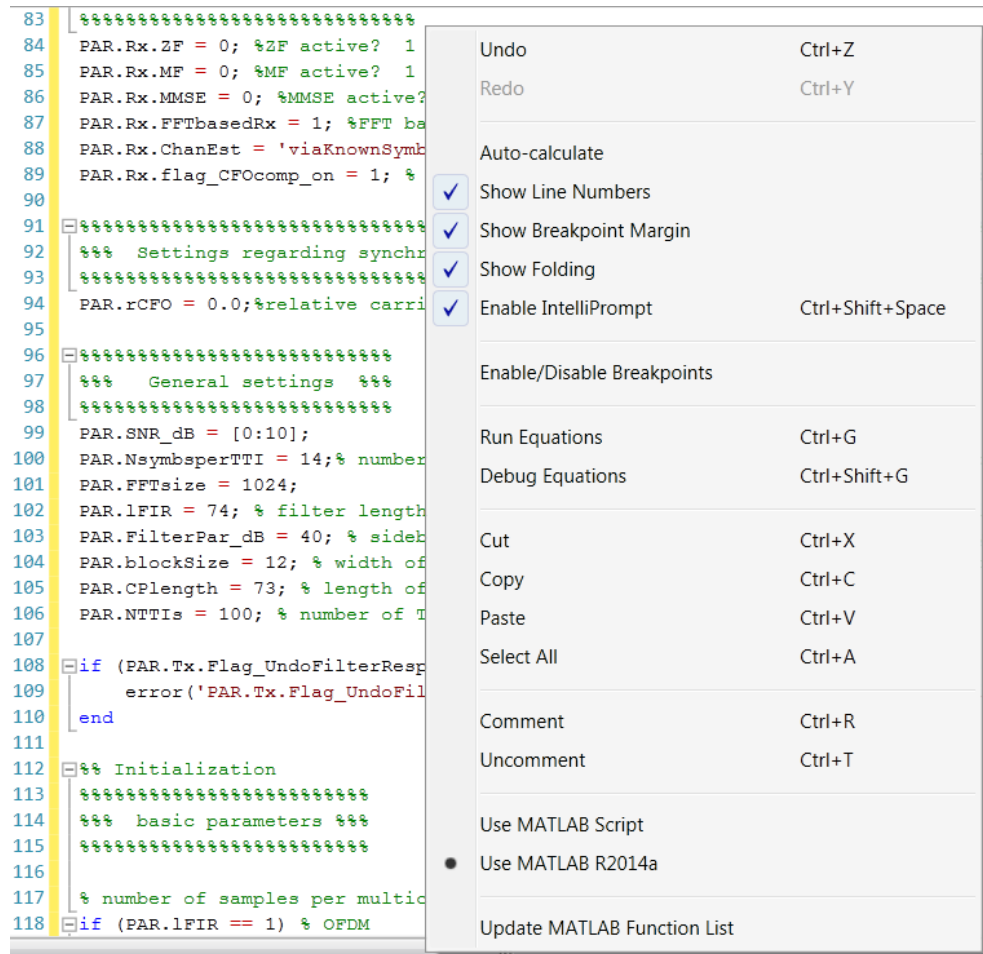 83 %%%%%%%%%%%%%%%%%%%%%%%%%%%%%
84 PAR.Rx.ZF = 0; %ZF active? 1
85 PAR.Rx.MF = 0; %MF active? 1
86 PAR.Rx.MMSE = 0; %MMSE active?
87 PAR.Rx.FFTbasedRx = 1; %FFT ba
88 PAR.Rx.ChanEst = 'viaKnownSymb
89 PAR.Rx.flag_CFOcomp_on = 1; %
90
91 %%%%%%%%%%%%%%%%%%%%%%%%%%%%%%
92 %%% Settings regarding synchr
93 %%%%%%%%%%%%%%%%%%%%%%%%%%%%%%
94 PAR.rCFO = 0.0;%relative carri
95
96 %%%%%%%%%%%%%%%%%%%%%%%%%%%
97 %%% General settings %%%
98 %%%%%%%%%%%%%%%%%%%%%%%%%%%
99 PAR.SNR_dB = [0:10];
100 PAR.NsymbsperTTI = 14;% number
101 PAR.FFTsize = 1024;
102 PAR.lFIR = 74; % filter length
103 PAR.FilterPar_dB = 40; % sideb
104 PAR.blockSize = 12; % width of
105 PAR.CPlength = 73; % length of
106 PAR.NTTIs = 100; % number of T
107
108 if (PAR.Tx.Flag_UndoFilterResp
109 error('PAR.Tx.Flag_UndoFil
110 end
111
112 %% Initialization
113 %%%%%%%%%%%%%%%%%%%%%%%%%
114 %%% basic parameters %%%
115 %%%%%%%%%%%%%%%%%%%%%%%%%
116
117 % number of samples per multic
118 if (PAR.lFIR == 1) % OFDM
Undo Ctrl+Z
Redo Ctrl+Y
Auto-calculate
Show Line Numbers
Show Breakpoint Margin
Show Folding
Enable IntelliPrompt Ctrl+Shift+Space
Enable/Disable Breakpoints
Run Equations Ctrl+G
Debug Equations Ctrl+Shift+G
Cut Ctrl+X
Copy Ctrl+C
Paste Ctrl+V
Select All Ctrl+A
Comment Ctrl+R
Uncomment Ctrl+T
Use MATLAB Script
Use MATLAB R2014a
Update MATLAB Function List